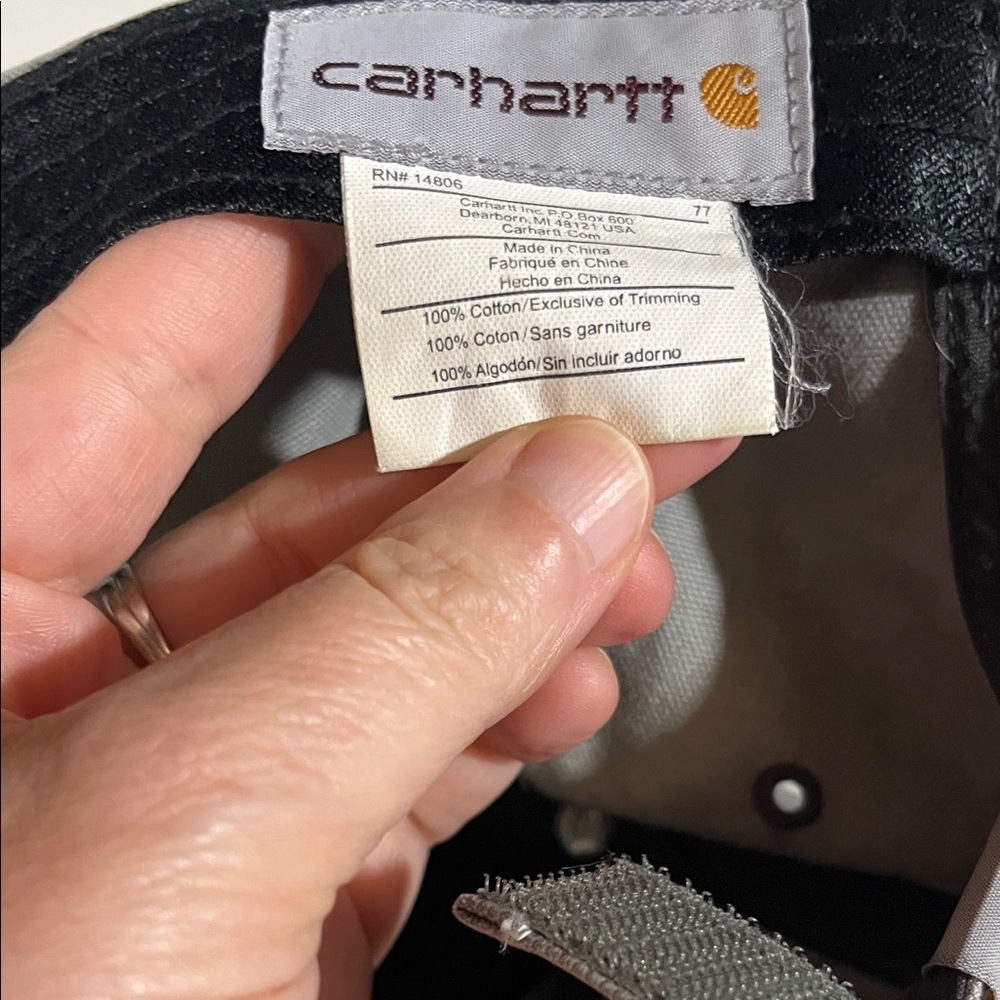 carhartt
RN# 14806
77
Carhartt Inc P.O.Box 600
Dearborn, MI 48121 USA
Carhartt.Com
Made in China
Fabriqué en Chine
Hecho en China
100% Cotton/Exclusive of Trimming
100% Coton/Sans garniture
100% Algodón/Sin incluir adorno